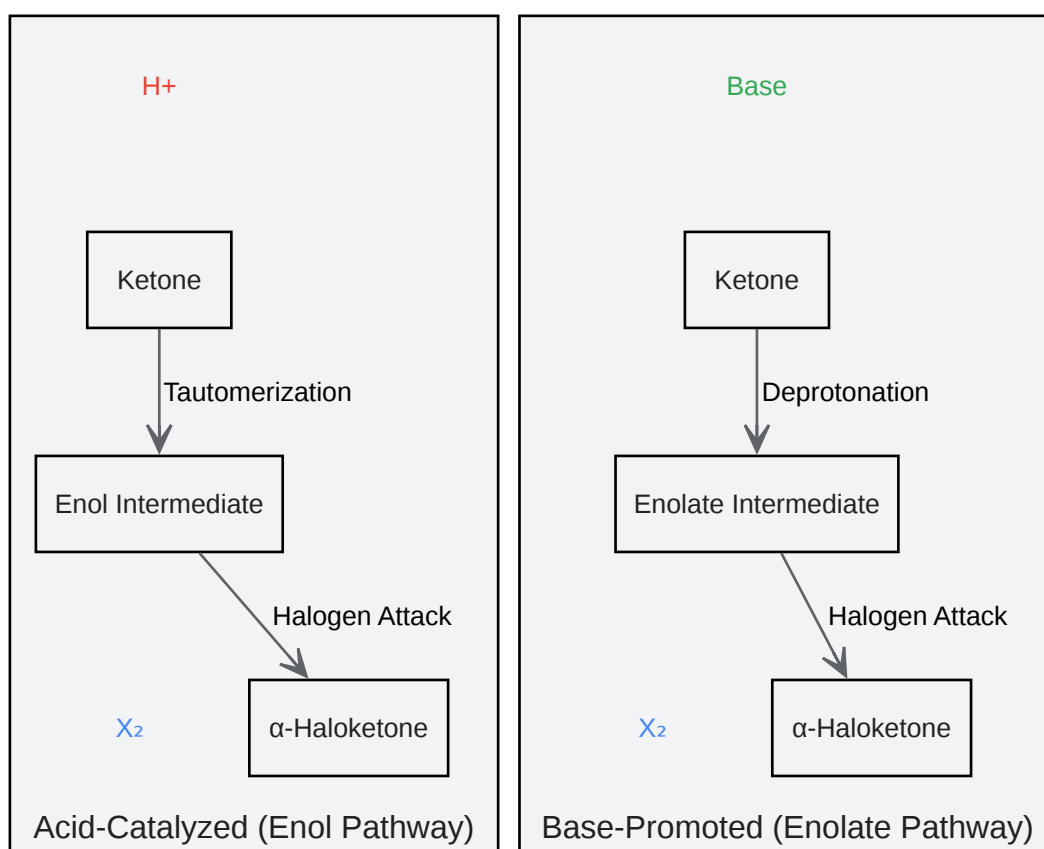 H+
Ketone
Tautomerization
Enol Intermediate
Halogen Attack
X₂
α-Haloketone
Acid-Catalyzed (Enol Pathway)
Base
Ketone
Deprotonation
Enolate Intermediate
Halogen Attack
X₂
α-Haloketone
Base-Promoted (Enolate Pathway)